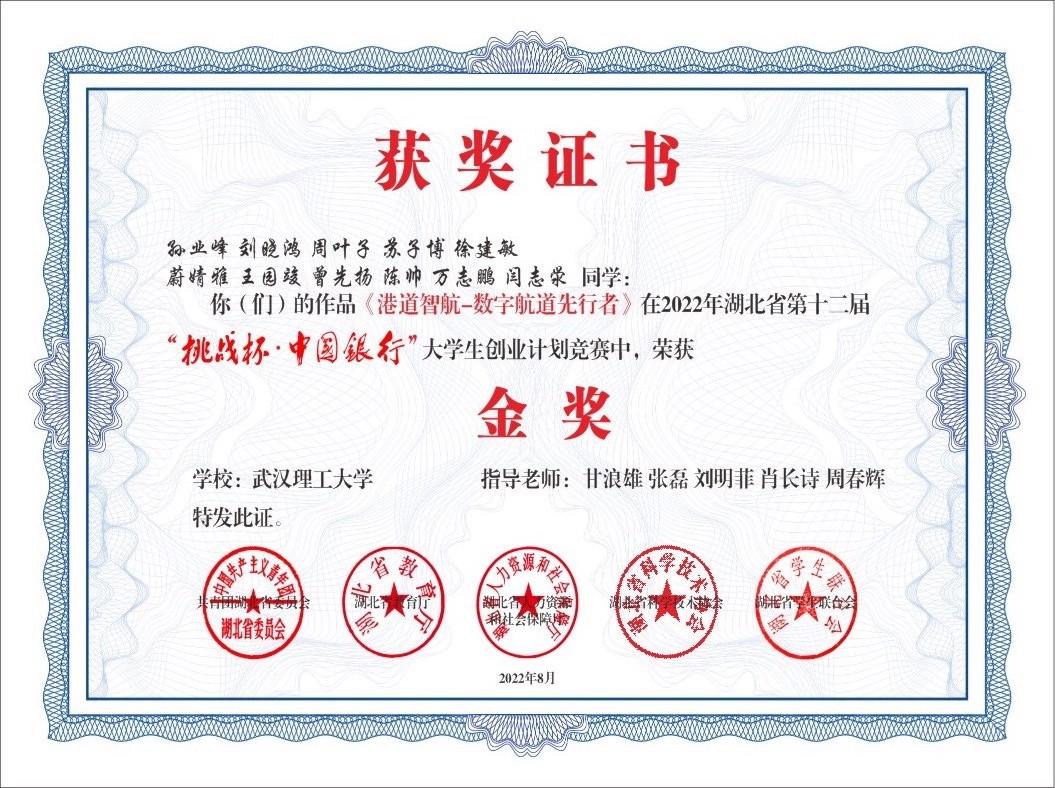 获奖证书
孙业峰 刘晓鸿 周叶子 苏子博 徐建敏
蔚婧雅 王园竣 曾先扬 陈帅 万志鹏 闫志泶 同学：
你（们）的作品《港道智航-数字航道先行者》在2022年湖北省第十二届
“挑战杯·中国銀行”大学生创业计划竞赛中，荣获
金奖
学校：武汉理工大学 指导老师：甘浪雄 张磊 刘明菲 肖长诗 周春辉
特发此证。
中国共产主义青年团 湖北省委员会
湖北省教育厅
湖北省人力资源和社会保障厅
湖北省科学技术协会
湖北省学生联合会
共青团湖北省委员会 湖北省教育厅 湖北省人力资源 湖北省科学技术协会 湖北省学生联合会
和社会保障厅
2022年8月